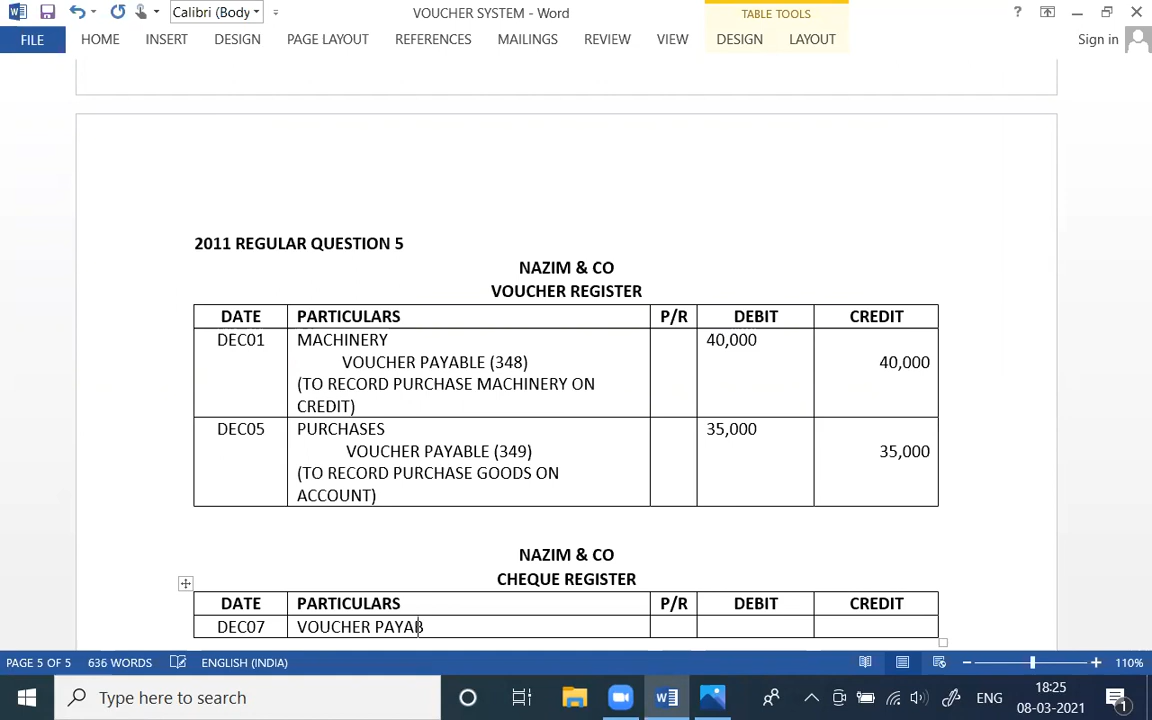 Calibri (Body
VOUCHER SYSTEM - Word
TABLE TOOLS
?
FILE
HOME
INSERT
DESIGN
PAGE LAYOUT
REFERENCES
MAILINGS
REVIEW
VIEW
DESIGN
LAYOUT
Sign in
2011 REGULAR QUESTION 5
NAZIM & CO
VOUCHER REGISTER
DATE PARTICULARS P/R DEBIT CREDIT
DEC01 MACHINERY 40,000
VOUCHER PAYABLE (348) 40,000
(TO RECORD PURCHASE MACHINERY ON
CREDIT)
DEC05 PURCHASES 35,000
VOUCHER PAYABLE (349) 35,000
(TO RECORD PURCHASE GOODS ON
ACCOUNT)
NAZIM & CO
CHEQUE REGISTER
DATE PARTICULARS P/R DEBIT CREDIT
DEC07 VOUCHER PAYAB
PAGE 5 OF 5 636 WORDS ENGLISH (INDIA) 110%
Type here to search
ENG
18:25
08-03-2021
1